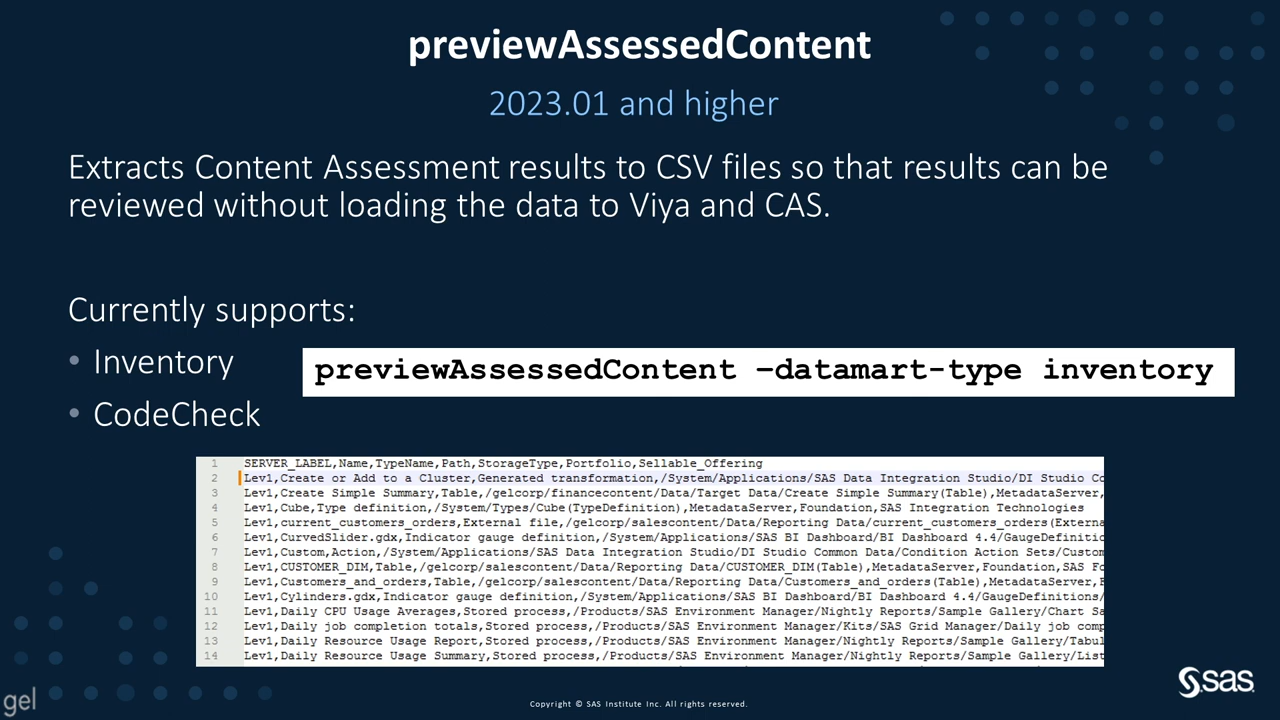 previewAssessedContent
2023.01 and higher
Extracts Content Assessment results to CSV files so that results can be
reviewed without loading the data to Viya and CAS.
Currently supports:
• Inventory
previewAssessedContent –datamart-type inventory
• CodeCheck
1 SERVER_LABEL,Name,TypeName,Path,StorageType,Portfolio,Sellable_Offering
2 Lev1,Create or Add to a Cluster,Generated transformation,/System/Applications/SAS Data Integration Studio/DI Studio Co
3 Lev1,Create Simple Summary,Table,/gelcorp/financecontent/Data/Target Data/Create Simple Summary(Table),MetadataServer,
4 Lev1,Cube,Type definition,/System/Types/Cube(TypeDefinition),MetadataServer,Foundation,SAS Integration Technologies
5 Lev1,current_customers_orders,External file,/gelcorp/salescontent/Data/Reporting Data/current_customers_orders(Externa
6 Lev1,CurvedSlider.gdx,Indicator gauge definition,/System/Applications/SAS BI Dashboard/BI Dashboard 4.4/GaugeDefinitio
7 Lev1,Custom,Action,/System/Applications/SAS Data Integration Studio/DI Studio Common Data/Condition Action Sets/Custom
8 Lev1,CUSTOMER_DIM,Table,/gelcorp/salescontent/Data/Reporting Data/CUSTOMER_DIM(Table),MetadataServer,Foundation,SAS Fo
9 Lev1,Customers_and_orders,Table,/gelcorp/salescontent/Data/Reporting Data/Customers_and_orders(Table),MetadataServer,F
10 Lev1,Cylinders.gdx,Indicator gauge definition,/System/Applications/SAS BI Dashboard/BI Dashboard 4.4/GaugeDefinitions/
11 Lev1,Daily CPU Usage Averages,Stored process,/Products/SAS Environment Manager/Nightly Reports/Sample Gallery/Chart Sa
12 Lev1,Daily job completion totals,Stored process,/Products/SAS Environment Manager/Kits/SAS Grid Manager/Daily job comp
13 Lev1,Daily Resource Usage Report,Stored process,/Products/SAS Environment Manager/Nightly Reports/Sample Gallery/Tabul
14 Lev1,Daily Resource Usage Summary,Stored process,/Products/SAS Environment Manager/Nightly Reports/Sample Gallery/List
sas
gel
Copyright © SAS Institute Inc. All rights reserved.